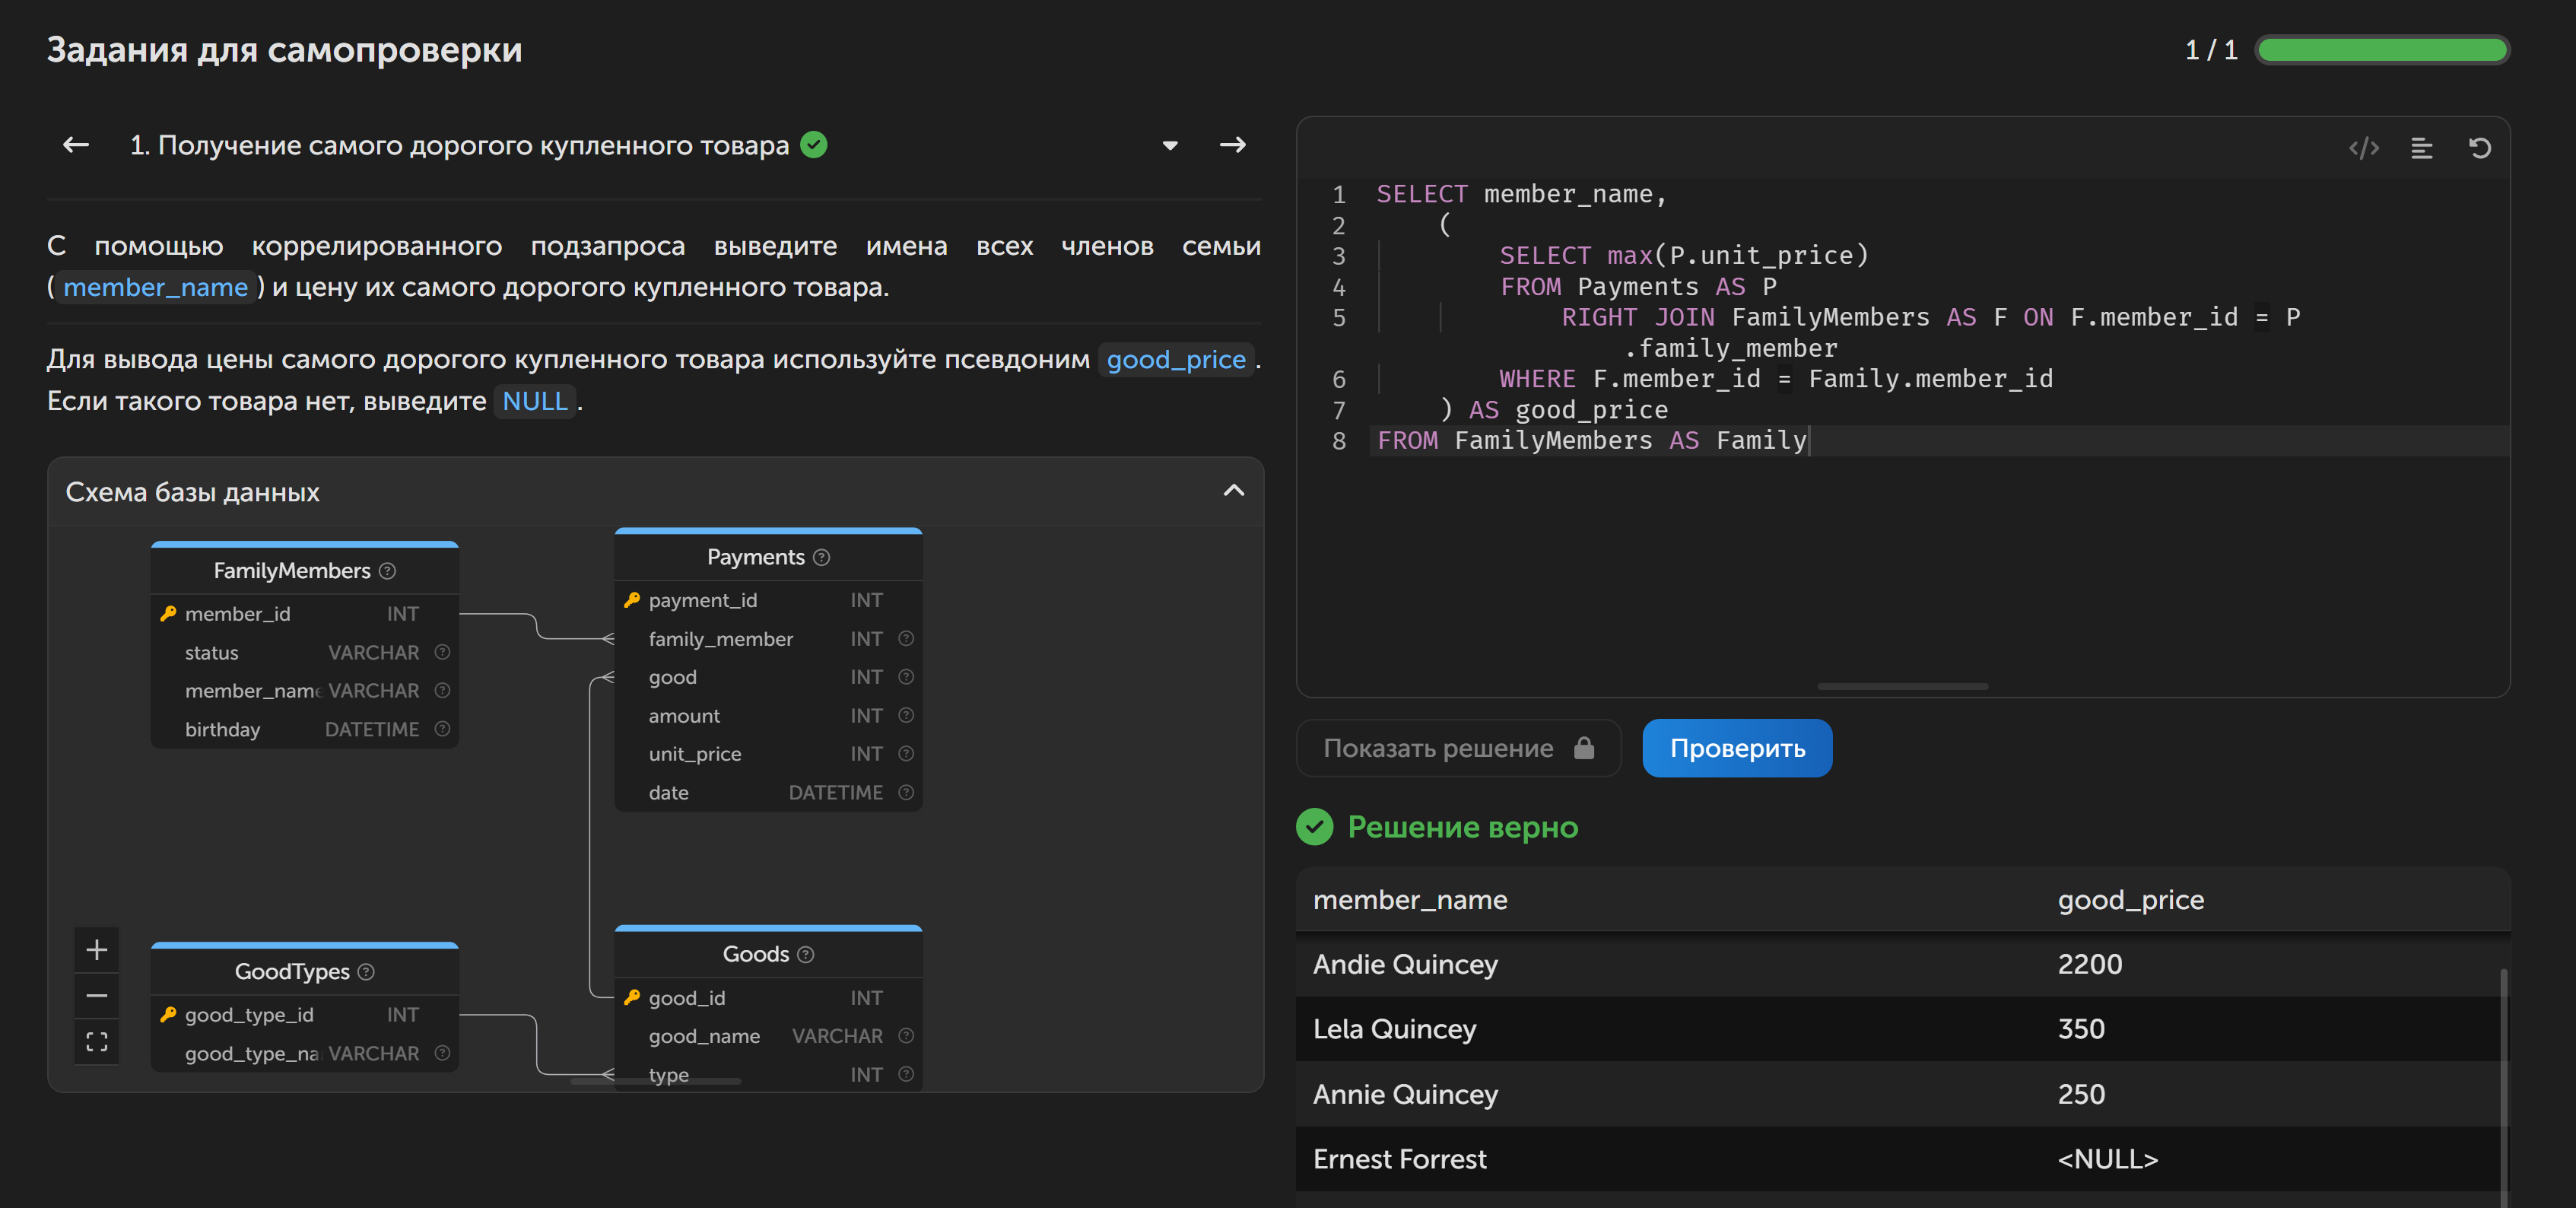 Задания для самопроверки
1 / 1
1. Получение самого дорогого купленного товара
С помощью коррелированного подзапроса выведите имена всех членов семьи
( member_name ) и цену их самого дорогого купленного товара.
Для вывода цены самого дорогого купленного товара используйте псевдоним good_price .
Если такого товара нет, выведите NULL .
Схема базы данных
FamilyMembers
member_id INT
status VARCHAR
member_name VARCHAR
birthday DATETIME
Payments
payment_id INT
family_member INT
good INT
amount INT
unit_price INT
date DATETIME
GoodTypes
good_type_id INT
good_type_na VARCHAR
Goods
good_id INT
good_name VARCHAR
type INT
1 SELECT member_name,
2 (
3 SELECT max(P.unit_price)
4 FROM Payments AS P
5 RIGHT JOIN FamilyMembers AS F ON F.member_id = P
.family_member
6 WHERE F.member_id = Family.member_id
7 ) AS good_price
8 FROM FamilyMembers AS Family
Показать решение
Проверить
Решение верно
member_name good_price
Andie Quincey 2200
Lela Quincey 350
Annie Quincey 250
Ernest Forrest <NULL>